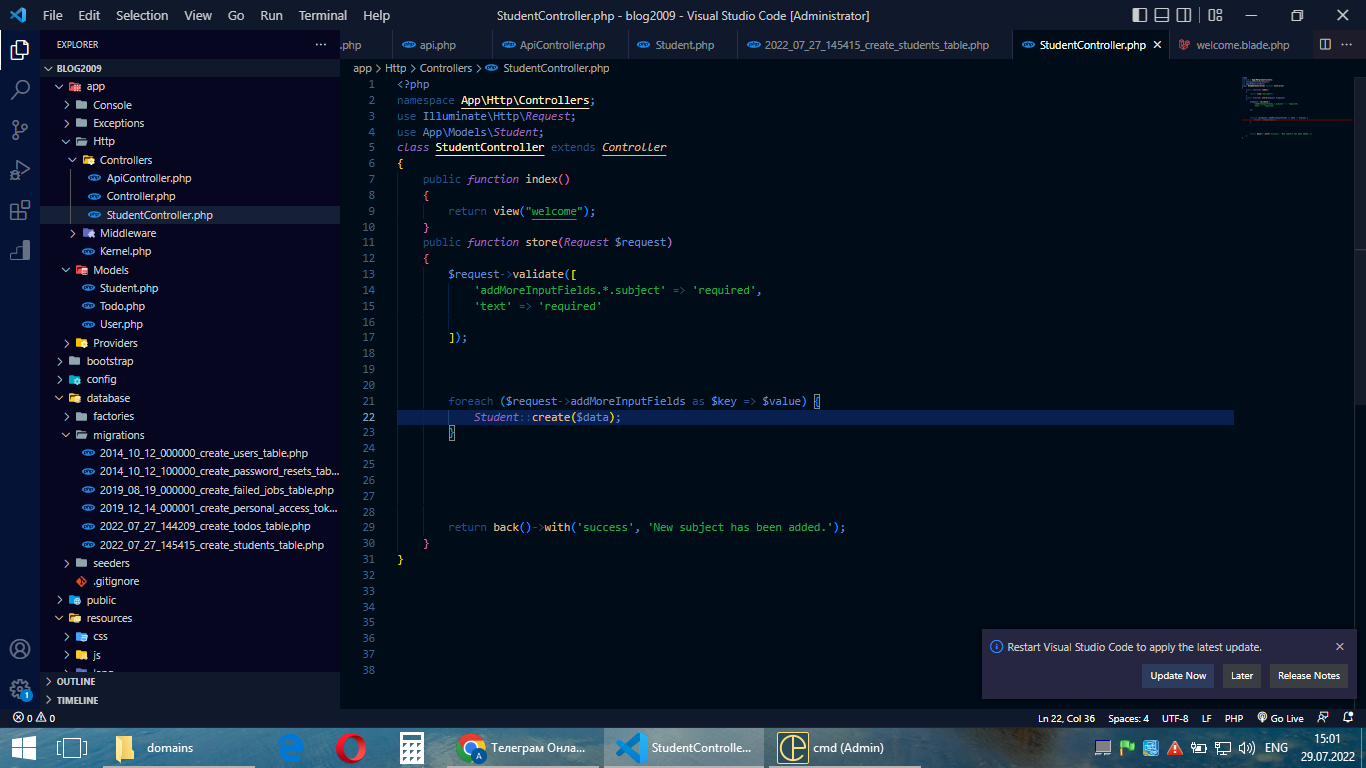 File Edit Selection View Go Run Terminal Help StudentController.php - blog2009 - Visual Studio Code [Administrator]
EXPLORER
.php api.php ApiController.php Student.php 2022_07_27_145415_create_students_table.php StudentController.php welcome.blade.php
BLOG2009
app
Console
Exceptions
Http
Controllers
ApiController.php
Controller.php
StudentController.php
Middleware
Kernel.php
Models
Student.php
Todo.php
User.php
Providers
bootstrap
config
database
factories
migrations
2014_10_12_000000_create_users_table.php
2014_10_12_100000_create_password_resets_tab...
2019_08_19_000000_create_failed_jobs_table.php
2019_12_14_000001_create_personal_access_tok...
2022_07_27_144209_create_todos_table.php
2022_07_27_145415_create_students_table.php
seeders
.gitignore
public
resources
css
js
OUTLINE
TIMELINE
app > Http > Controllers > StudentController.php
1 <?php
2 namespace App\Http\Controllers;
3 use Illuminate\Http\Request;
4 use App\Models\Student;
5 class StudentController extends Controller
6 {
7 public function index()
8 {
9 return view("welcome");
10 }
11 public function store(Request $request)
12 {
13 $request->validate([
14 'addMoreInputFields.*.subject' => 'required',
15 'text' => 'required'
16
17 ]);
18
19
20
21 foreach ($request->addMoreInputFields as $key => $value) {
22 Student::create($data);
23 }
24
25
26
27
28
29 return back()->with('success', 'New subject has been added.');
30 }
31 }
32
33
34
35
36
37
38
Restart Visual Studio Code to apply the latest update.
Update Now Later Release Notes
1
0 0 Ln 22, Col 36 Spaces: 4 UTF-8 LF PHP Go Live
domains Телеграм Онла... StudentControlle... cmd (Admin) ENG 15:01
29.07.2022